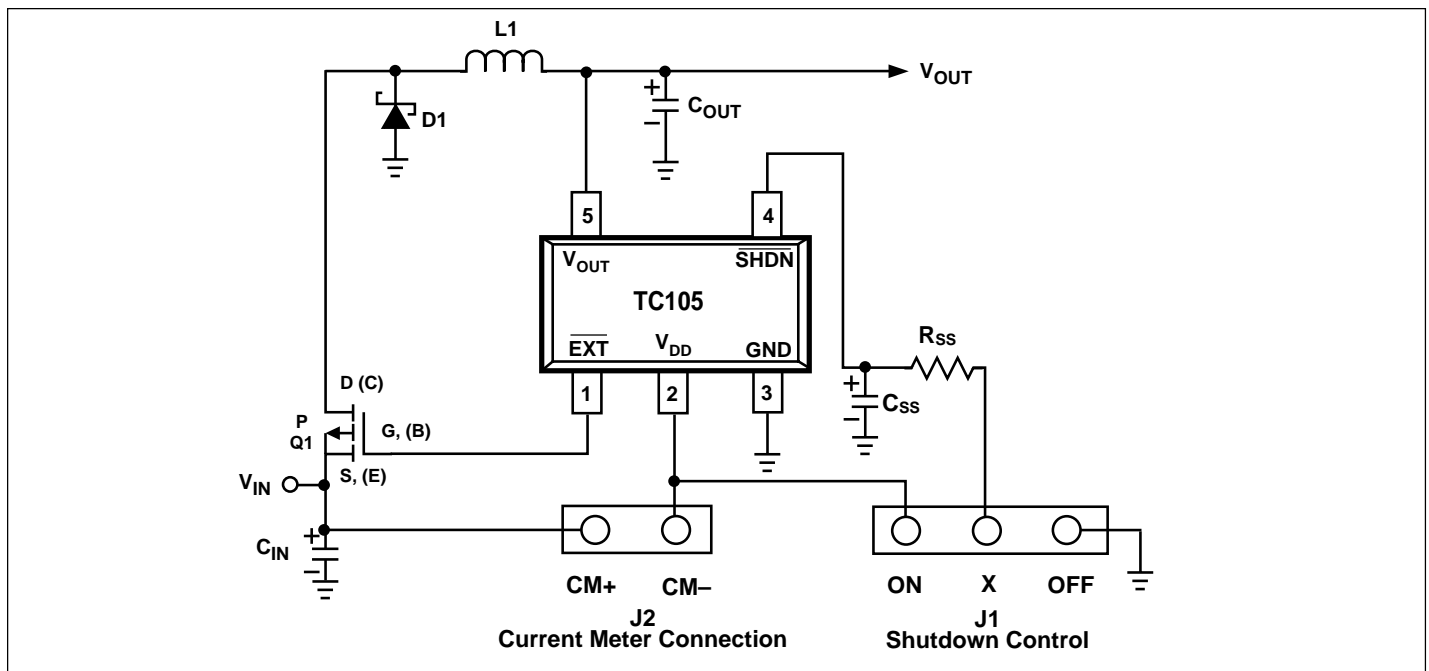 L1
VOUT
D1
+
COUT
–
5
4
VOUT
SHDN
TC105
EXT
VDD
GND
RSS
1
2
3
+
CSS
–
D (C)
P
Q1
G, (B)
S, (E)
VIN
CIN
+
–
CM+
CM–
ON
X
OFF
J2
Current Meter Connection
J1
Shutdown Control